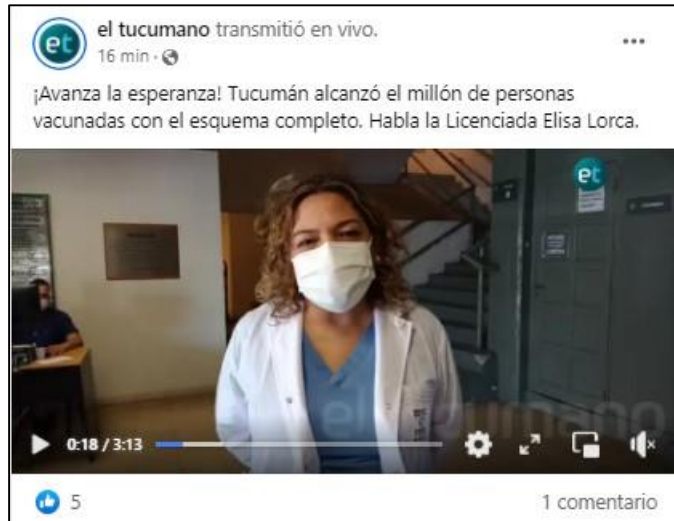 et
el tucumano transmitió en vivo.
16 min ·
¡Avanza la esperanza! Tucumán alcanzó el millón de personas
vacunadas con el esquema completo. Habla la Licenciada Elisa Lorca.
et
el tucumano
0:18 / 3:13
5
1 comentario